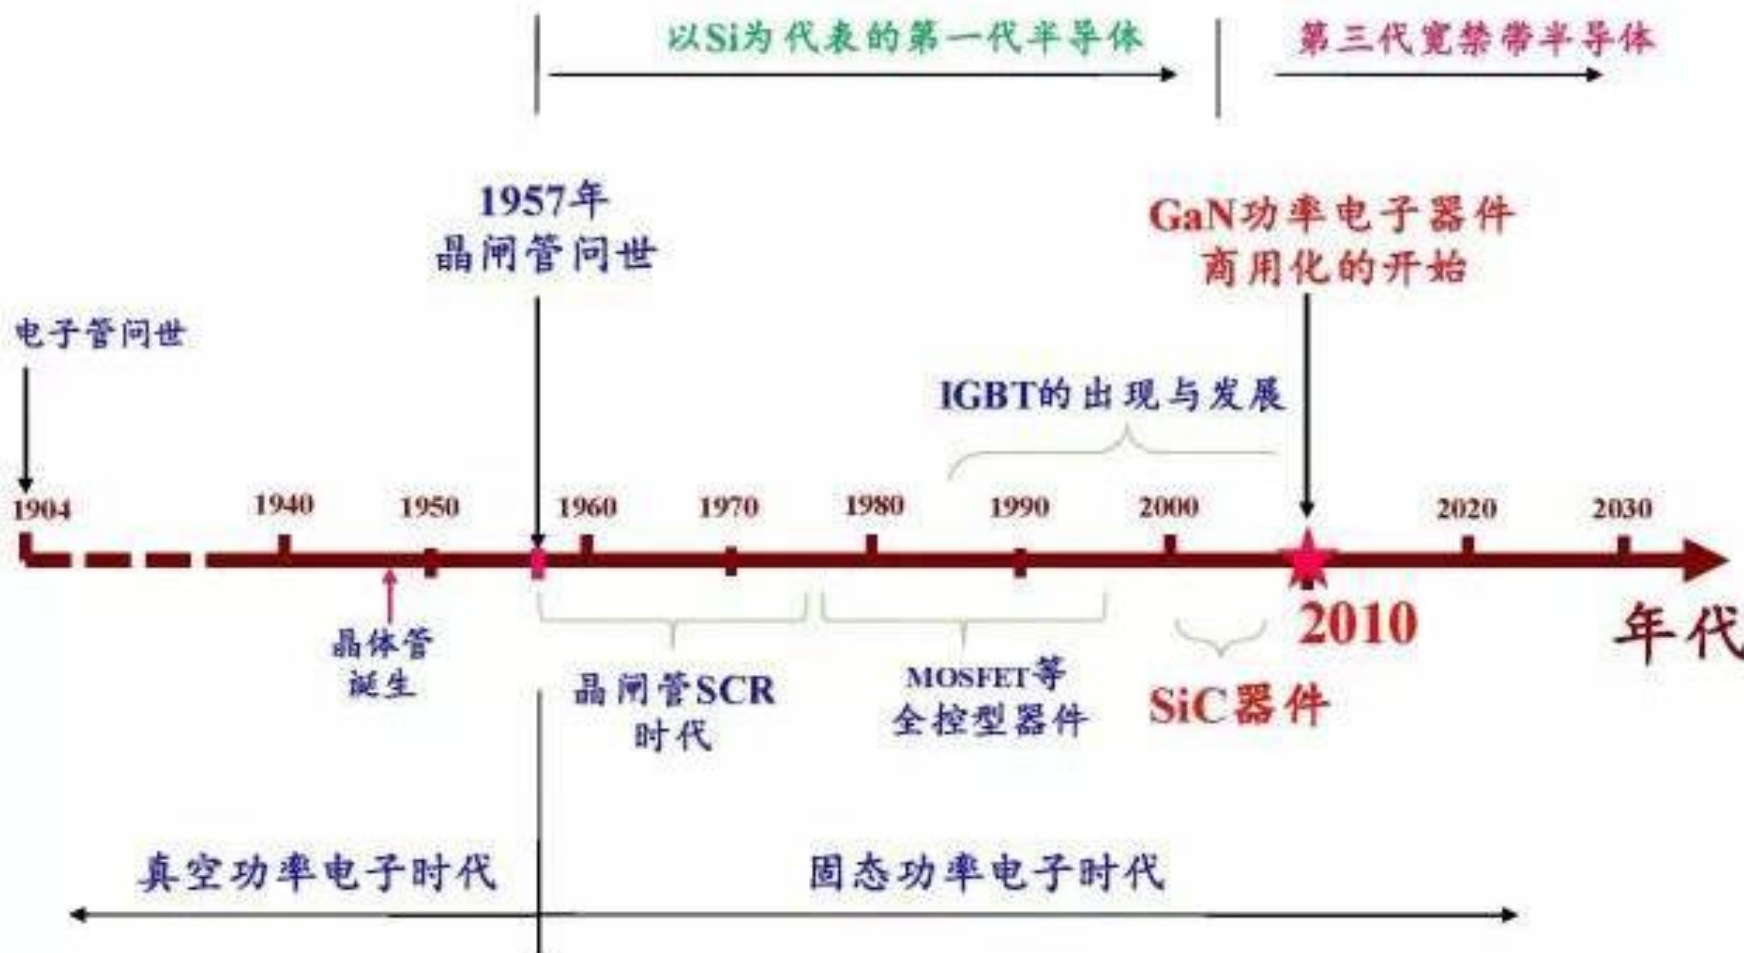 以Si为代表的第一代半导体
第三代宽禁带半导体
1957年
晶闸管问世
GaN功率电子器件
商用化的开始
电子管问世
IGBT的出现与发展
1904
1940
1950
1960
1970
1980
1990
2000
2020
2030
2010
年代
晶体管
诞生
晶闸管SCR
时代
MOSFET等
全控型器件
SiC器件
真空功率电子时代
固态功率电子时代